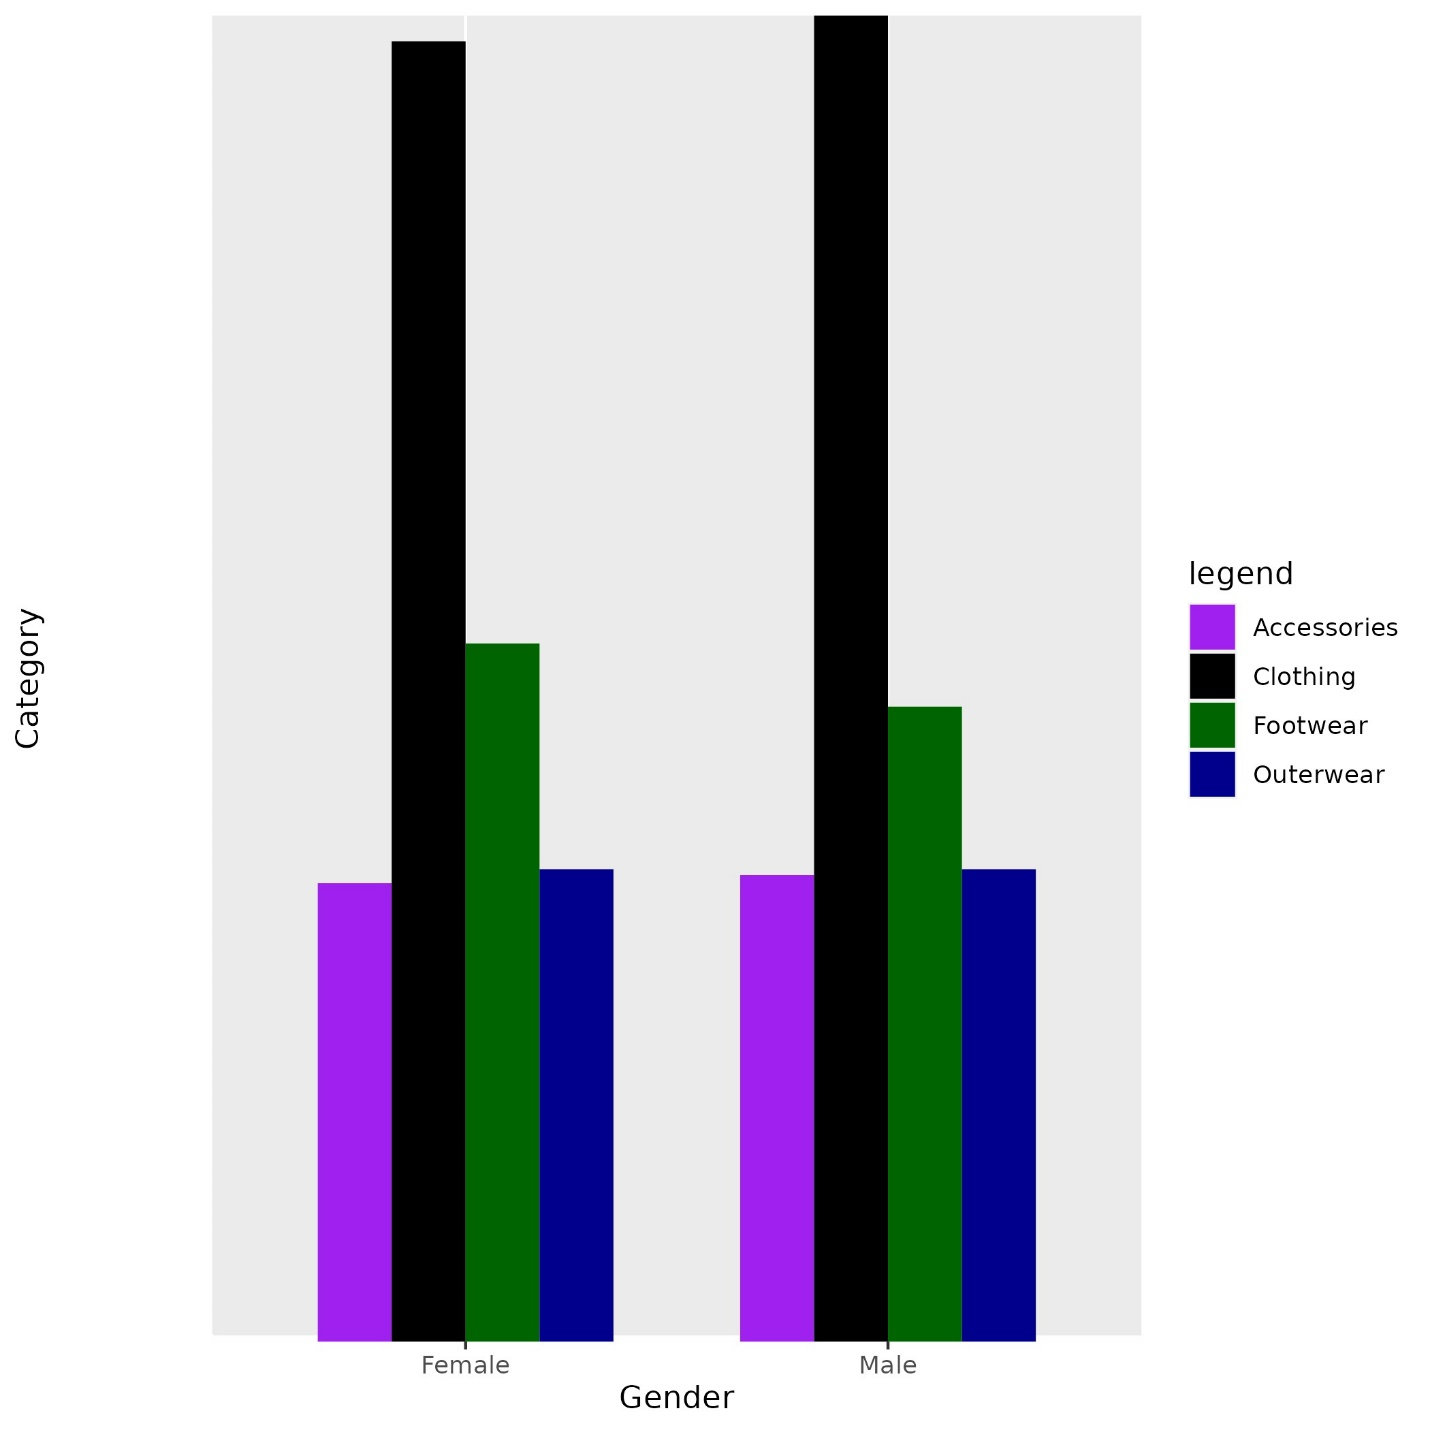 Category
Female
Male
Gender
legend
Accessories
Clothing
Footwear
Outerwear